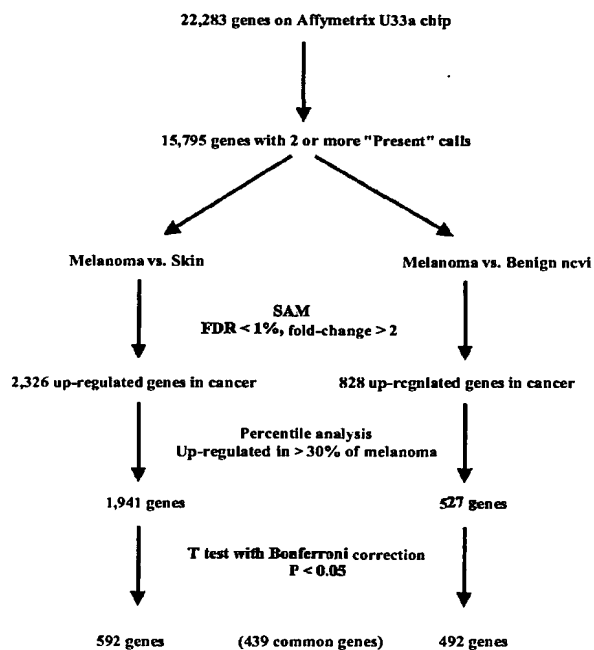 22,283 genes on Affymetrix U33a chip
15,795 genes with 2 or more "Present" calls
Melanoma vs. Skin
Melanoma vs. Benign ncvi
SAM
FDR < 1%, fold-change > 2
2,326 up-regulated genes in cancer
828 up-rcgnlated genes in cancer
Percentile analysis
Up-regulated in > 30% of melanoma
1,941 genes
527 genes
T test with Bonferroni correction
P < 0.05
592 genes
(439 common genes)
492 genes